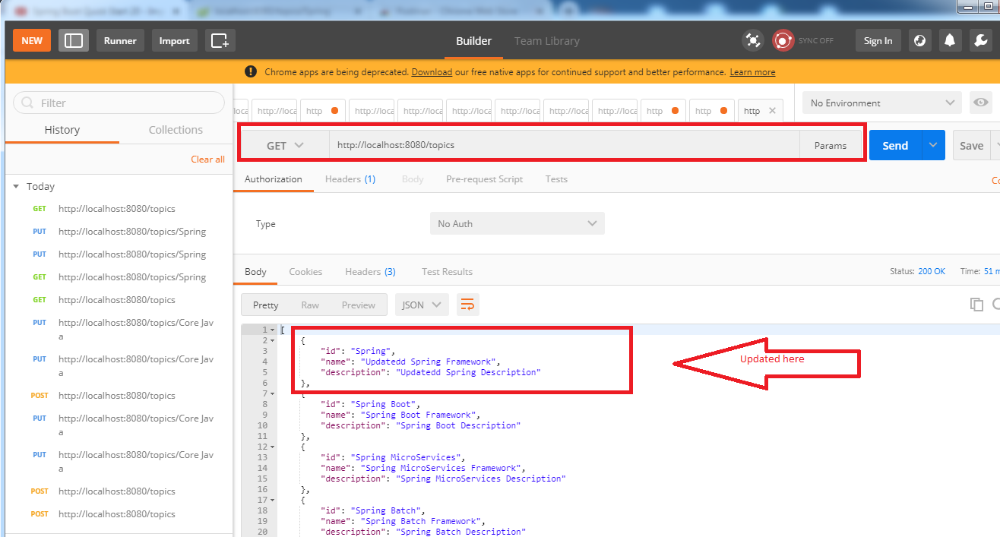 NEW
Runner
Import
Builder
Team Library
SYNC OFF
Sign In
Chrome apps are being deprecated. Download our free native apps for continued support and better performance. Learn more
Filter
History
Collections
Clear all
Today
GET http://localhost:8080/topics
PUT http://localhost:8080/topics/Spring
PUT http://localhost:8080/topics/Spring
GET http://localhost:8080/topics/Spring
GET http://localhost:8080/topics
PUT http://localhost:8080/topics/Core Jav
a
PUT http://localhost:8080/topics/Core Jav
a
POST http://localhost:8080/topics
PUT http://localhost:8080/topics/Core Jav
a
PUT http://localhost:8080/topics/Core Jav
a
POST http://localhost:8080/topics
POST http://localhost:8080/topics
loca http://loca http http://loca http://loca http://loca http://loca http://loca http://loca http http http
No Environment
GET http://localhost:8080/topics Params Send Save
Authorization Headers (1) Body Pre-request Script Tests
Co
Type No Auth
Body Cookies Headers (3) Test Results Status: 200 OK Time: 51 m
Pretty Raw Preview JSON
1 [
2 {
3 "id": "Spring",
4 "name": "Updatedd Spring Framework",
5 "description": "Updatedd Spring Description"
6 },
Updated here
7 {
8 "id": "Spring Boot",
9 "name": "Spring Boot Framework",
10 "description": "Spring Boot Description"
11 },
12 {
13 "id": "Spring MicroServices",
14 "name": "Spring MicroServices Framework",
15 "description": "Spring MicroServices Description"
16 },
17 {
18 "id": "Spring Batch",
19 "name": "Spring Batch Framework",
20 "description": "Spring Batch Description"